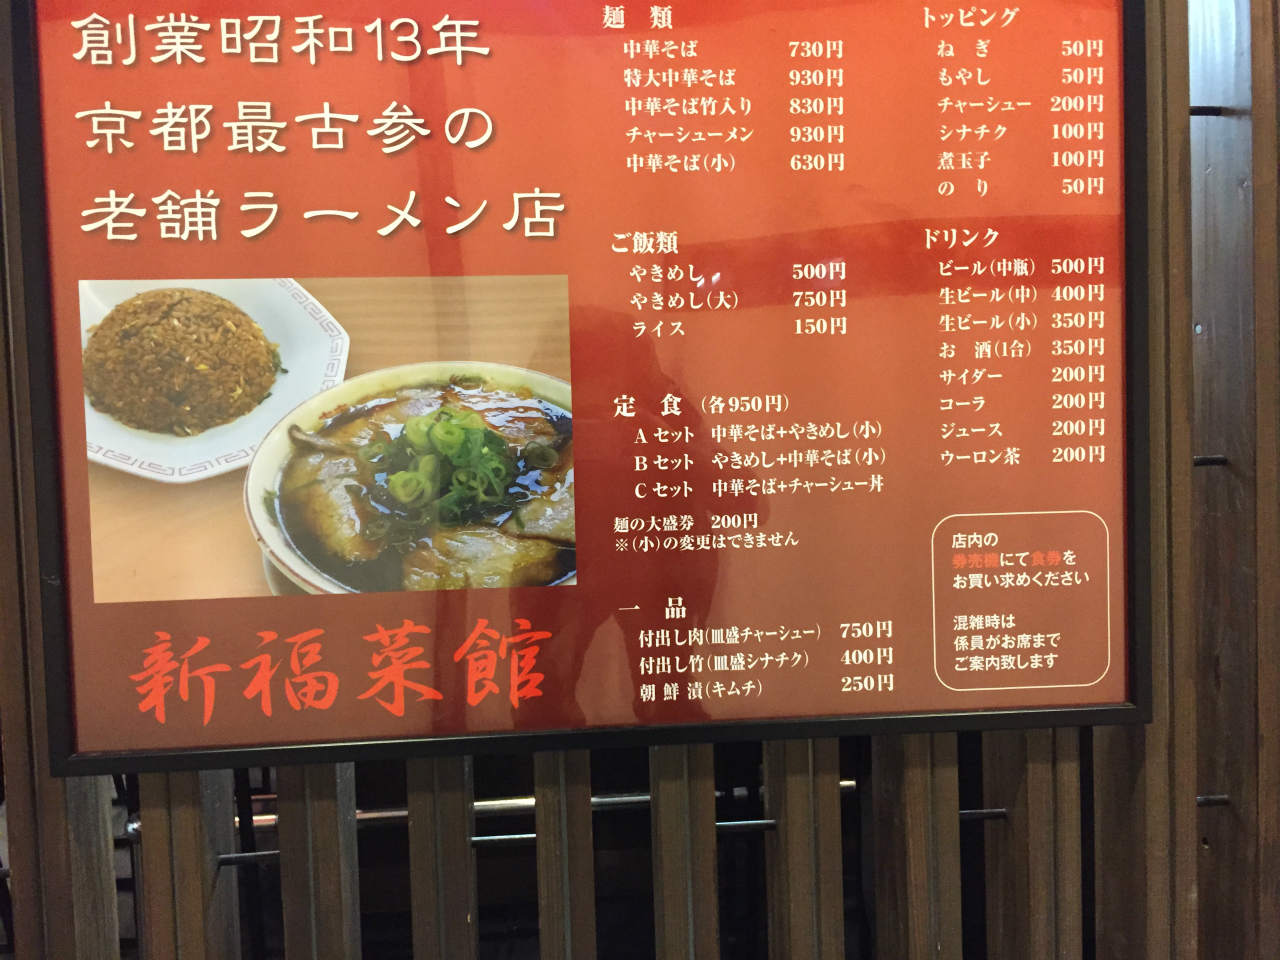 創業昭和13年
京都最古参の
老舗ラーメン店
新福菜館
麺 類
中華そば 730円
特大中華そば 930円
中華そば竹入り 830円
チャーシューメン 930円
中華そば(小) 630円
ご飯類
やきめし 500円
やきめし(大) 750円
ライス 150円
定 食 (各950円)
A セット 中華そば+やきめし(小)
B セット やきめし+中華そば(小)
C セット 中華そば+チャーシュー丼
麺の大盛券 200円
※(小)の変更はできません
一 品
付出し肉(皿盛チャーシュー) 750円
付出し竹(皿盛シナチク) 400円
朝 鮮 漬(キムチ) 250円
トッピング
ね ぎ 50円
もやし 50円
チャーシュー 200円
シナチク 100円
煮玉子 100円
の り 50円
ドリンク
ビール(中瓶) 500円
生ビール(中) 400円
生ビール(小) 350円
お 酒(1合) 350円
サイダー 200円
コーラ 200円
ジュース 200円
ウーロン茶 200円
店内の
券売機にて食券を
お買い求めください
混雑時は
係員がお席まで
ご案内致します